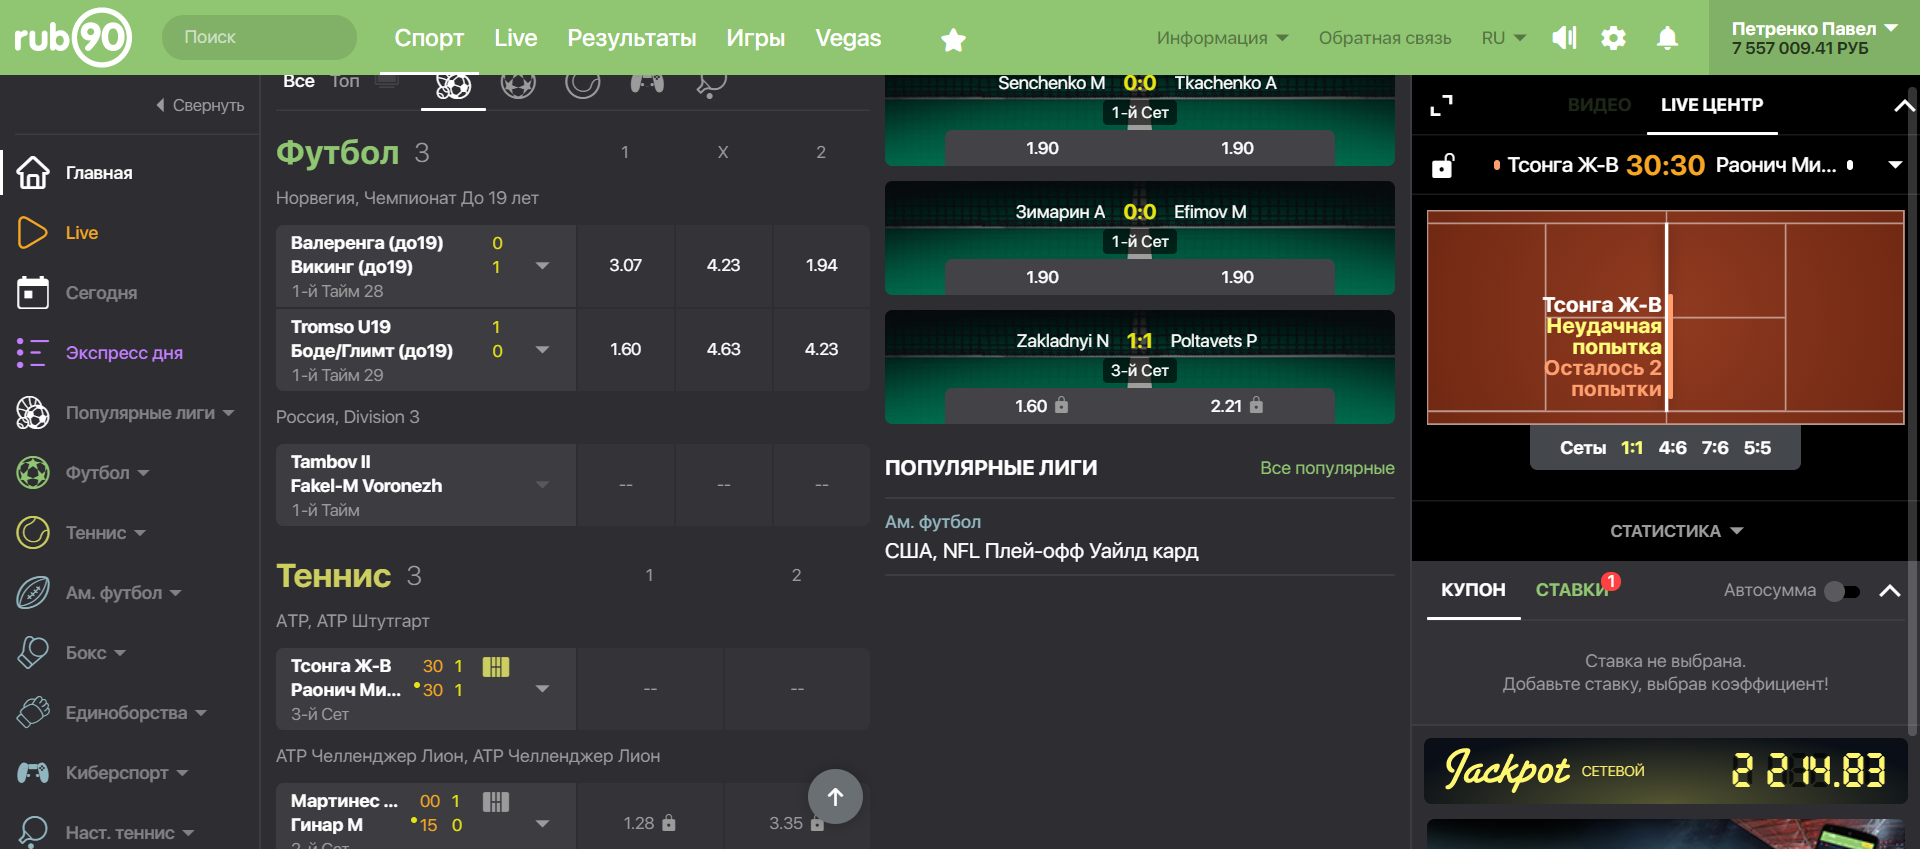 rub90
Поиск
Спорт
Live
Результаты
Игры
Vegas
Информация
Обратная связь
RU
Петренко Павел
7 557 009.41 РУБ
Свернуть
Главная
Live
Сегодня
Экспресс дня
Популярные лиги
Футбол
Теннис
Ам. футбол
Бокс
Единоборства
Киберспорт
Наст. теннис
Все Топ
Футбол 3 1 X 2
Норвегия, Чемпионат До 19 лет
Валеренга (до19) 0
Викинг (до19) 1
1-й Тайм 28
3.07 4.23 1.94
Tromso U19 1
Боде/Глимт (до19) 0
1-й Тайм 29
1.60 4.63 4.23
Россия, Division 3
Tambov II
Fakel-M Voronezh
1-й Тайм
-- -- --
Теннис 3 1 2
ATP, ATP Штутгарт
Тсонга Ж-В 30 1
Раонич Ми... 30 1
3-й Сет
-- --
ATP Челленджер Лион, ATP Челленджер Лион
Мартинес ... 00 1
Гинар М 15 0
1.28 3.35
Senchenko M 0:0 Tkachenko A
1-й Сет
1.90 1.90
Зимарин А 0:0 Efimov M
1-й Сет
1.90 1.90
Zakladnyi N 1:1 Poltavets P
3-й Сет
1.60 2.21
ПОПУЛЯРНЫЕ ЛИГИ Все популярные
Ам. футбол
США, NFL Плей-офф Уайлд кард
ВИДЕО LIVE ЦЕНТР
Тсонга Ж-В 30:30 Раонич Ми...
Тсонга Ж-В
Неудачная
попытка
Осталось 2
попытки
Сеты 1:1 4:6 7:6 5:5
СТАТИСТИКА
КУПОН СТАВКИ 1 Автосумма
Ставка не выбрана.
Добавьте ставку, выбрав коэффициент!
Jackpot СЕТЕВОЙ 2 214.83